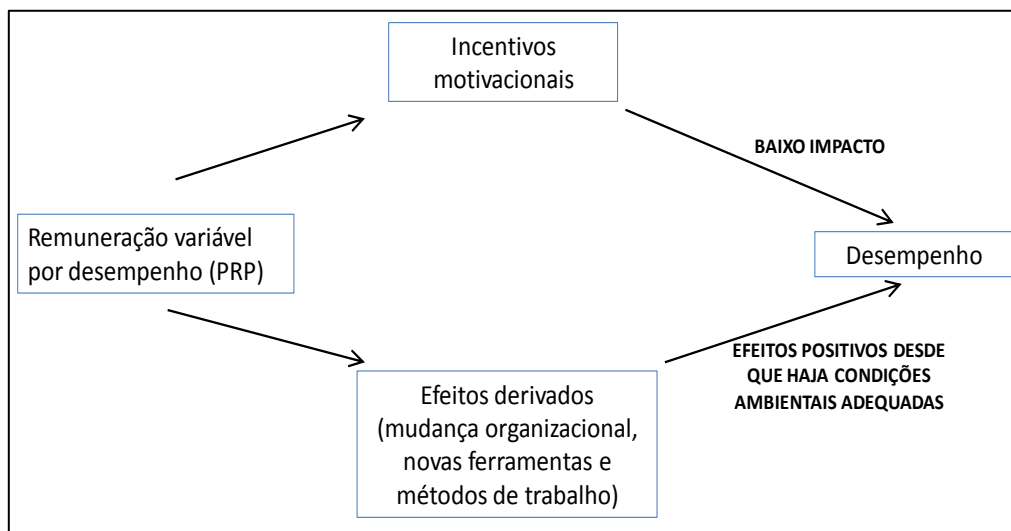 Incentivos
motivacionais
BAIXO IMPACTO
Remuneração variável
por desempenho (PRP)
Desempenho
EFEITOS POSITIVOS DESDE
QUE HAJA CONDIÇÕES
AMBIENTAIS ADEQUADAS
Efeitos derivados
(mudança organizacional,
novas ferramentas e
métodos de trabalho)